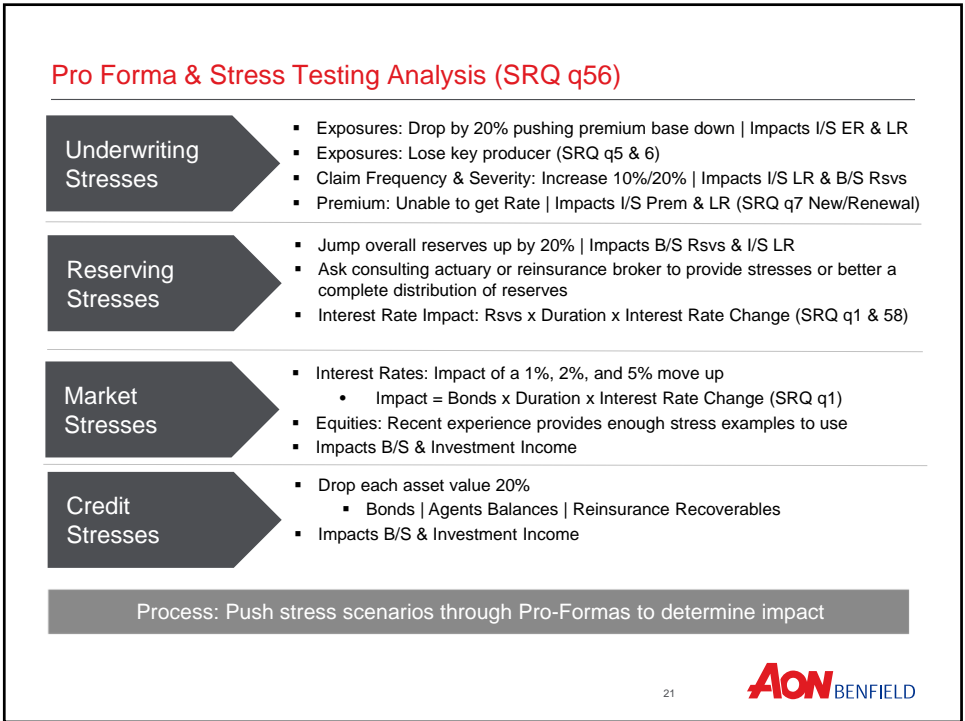 Pro Forma & Stress Testing Analysis (SRQ q56)
Underwriting
Stresses
▪ Exposures: Drop by 20% pushing premium base down | Impacts I/S ER & LR
▪ Exposures: Lose key producer (SRQ q5 & 6)
▪ Claim Frequency & Severity: Increase 10%/20% | Impacts I/S LR & B/S Rsvs
▪ Premium: Unable to get Rate | Impacts I/S Prem & LR (SRQ q7 New/Renewal)
Reserving
Stresses
▪ Jump overall reserves up by 20% | Impacts B/S Rsvs & I/S LR
▪ Ask consulting actuary or reinsurance broker to provide stresses or better a
complete distribution of reserves
▪ Interest Rate Impact: Rsvs x Duration x Interest Rate Change (SRQ q1 & 58)
Market
Stresses
▪ Interest Rates: Impact of a 1%, 2%, and 5% move up
• Impact = Bonds x Duration x Interest Rate Change (SRQ q1)
▪ Equities: Recent experience provides enough stress examples to use
▪ Impacts B/S & Investment Income
Credit
Stresses
▪ Drop each asset value 20%
▪ Bonds | Agents Balances | Reinsurance Recoverables
▪ Impacts B/S & Investment Income
Process: Push stress scenarios through Pro-Formas to determine impact
21
AON BENFIELD